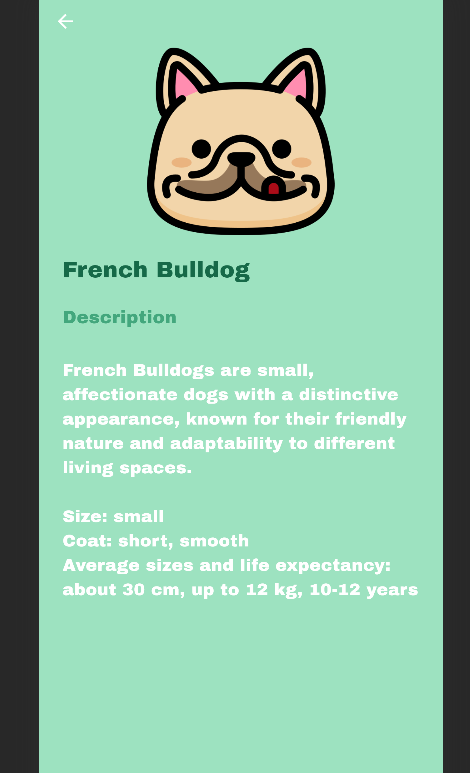 French Bulldog
Description
French Bulldogs are small,
affectionate dogs with a distinctive
appearance, known for their friendly
nature and adaptability to different
living spaces.
Size: small
Coat: short, smooth
Average sizes and life expectancy:
about 30 cm, up to 12 kg, 10-12 years